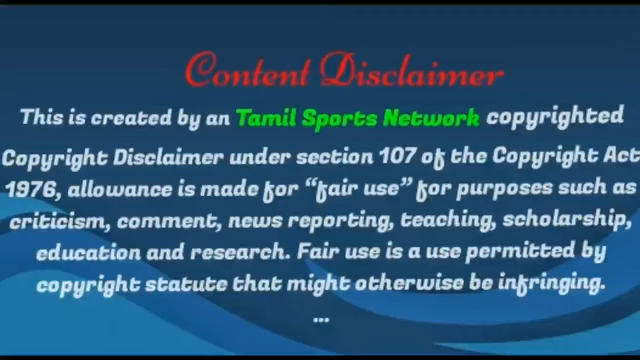 Content Disclaimer
This is created by an Tamil Sports Network copyrighted
Copyright Disclaimer under section 107 of the Copyright Act
1976, allowance is made for “fair use” for purposes such as
criticism, comment, news reporting, teaching, scholarship,
education and research. Fair use is a use permitted by
copyright statute that might otherwise be infringing.
...